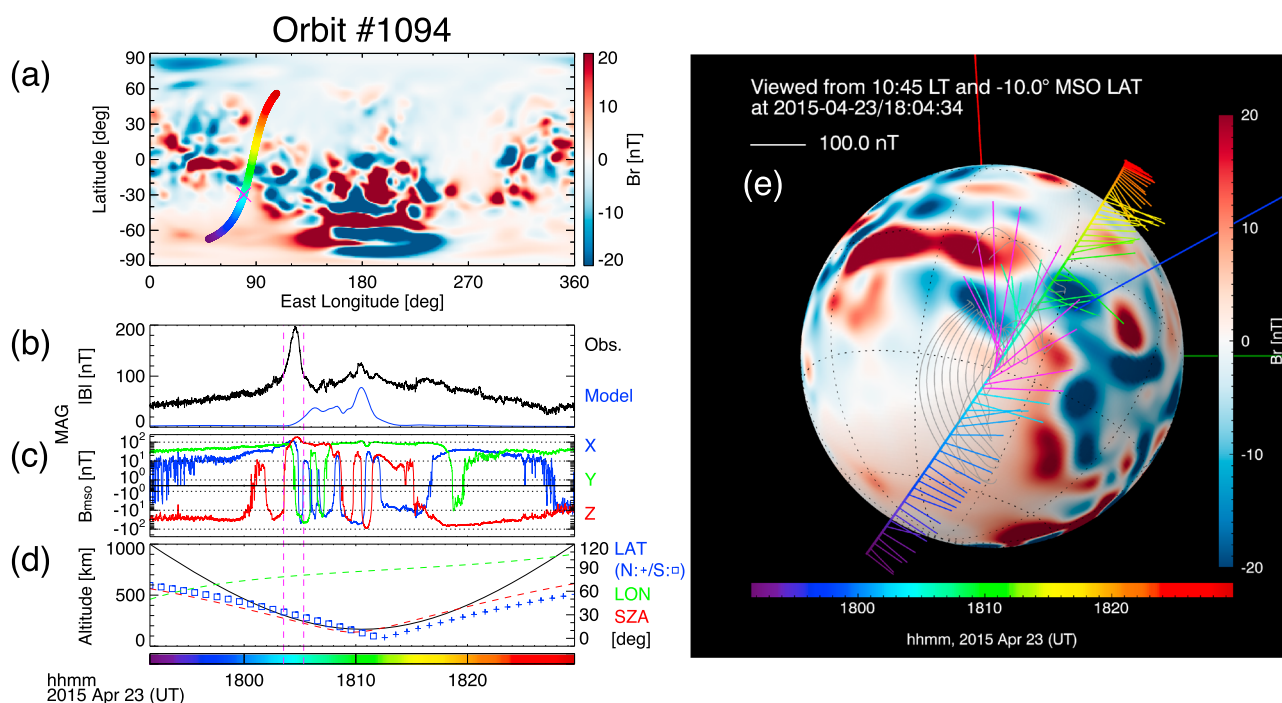 Orbit #1094
(a)
90
60
30
0
-30
-60
-90
Latitude [deg]
0
90
180
270
360
East Longitude [deg]
20
10
0
-10
-20
Br [nT]
(b)
200
100
0
|B| [nT]
Obs.
Model
MAG
(c)
10²
10¹
10⁰
-10⁰
-10¹
-10²
Bmso [nT]
X
Y
Z
(d)
1000
500
0
Altitude [km]
120
90
60
30
0
LAT
(N:+/S:□)
LON
SZA
[deg]
1800
1810
1820
hhmm
2015 Apr 23 (UT)
Viewed from 10:45 LT and -10.0° MSO LAT
at 2015-04-23/18:04:34
100.0 nT
(e)
20
10
0
-10
-20
Br [nT]
1800
1810
1820
hhmm, 2015 Apr 23 (UT)